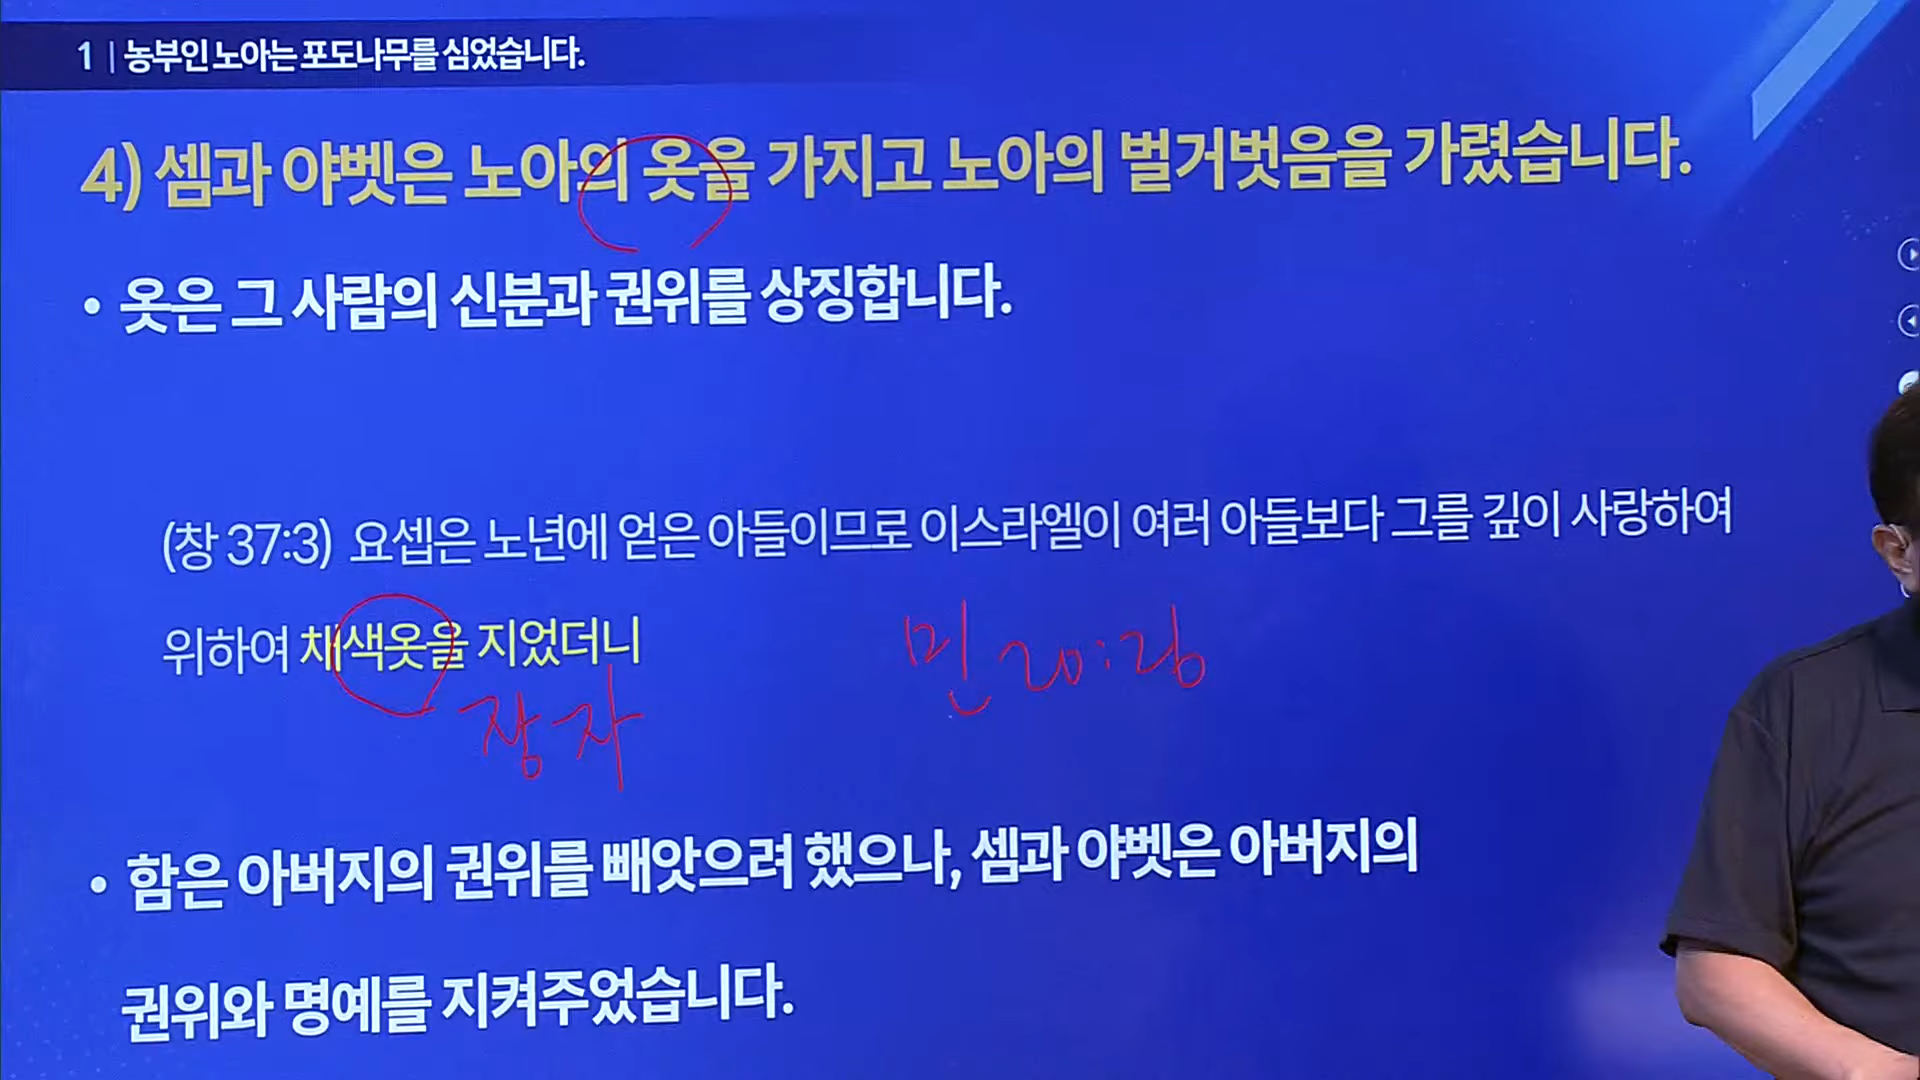 1 | 농부인 노아는 포도나무를 심었습니다.
4) 셈과 야벳은 노아의 옷을 가지고 노아의 벌거벗음을 가렸습니다.
• 옷은 그 사람의 신분과 권위를 상징합니다.
(창 37:3) 요셉은 노년에 얻은 아들이므로 이스라엘이 여러 아들보다 그를 깊이 사랑하여
위하여 채색옷을 지었더니
민 20:26
장자
• 함은 아버지의 권위를 빼앗으려 했으나, 셈과 야벳은 아버지의
권위와 명예를 지켜주었습니다.